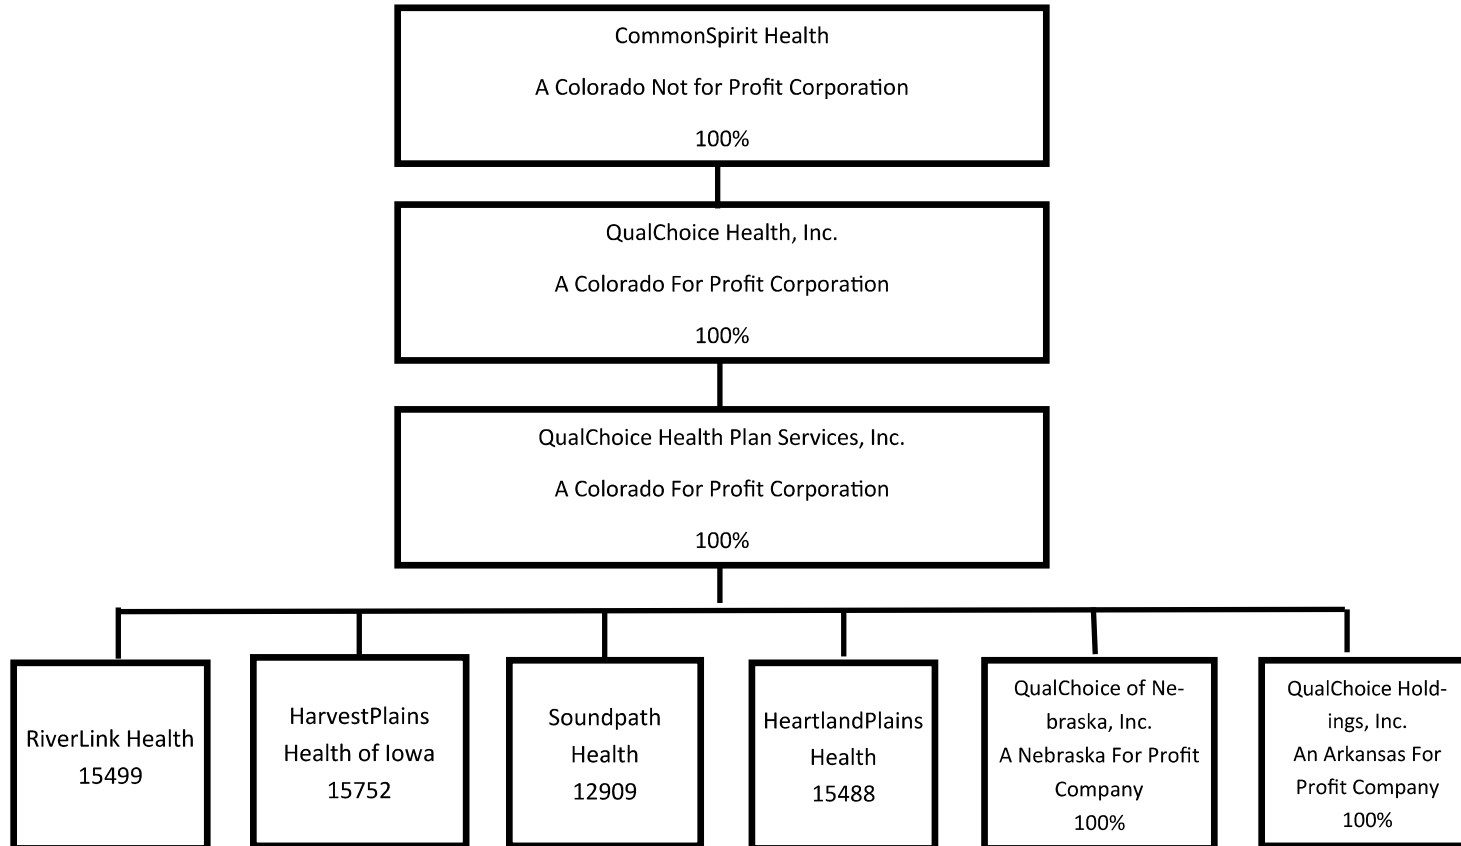 CommonSpirit Health
A Colorado Not for Profit Corporation
100%
QualChoice Health, Inc.
A Colorado For Profit Corporation
100%
QualChoice Health Plan Services, Inc.
A Colorado For Profit Corporation
100%
RiverLink Health
15499
HarvestPlains
Health of Iowa
15752
Soundpath
Health
12909
HeartlandPlains
Health
15488
QualChoice of Ne-
braska, Inc.
A Nebraska For Profit
Company
100%
QualChoice Hold-
ings, Inc.
An Arkansas For
Profit Company
100%